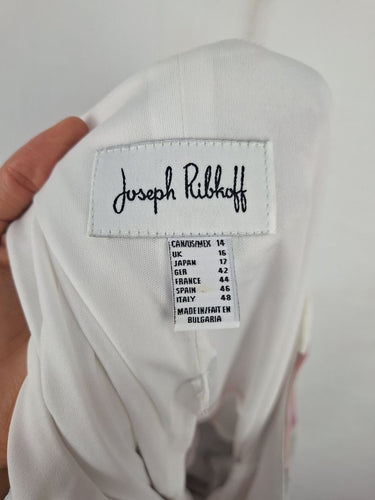 Joseph Ribkoff
CAN/US/MEX 14
UK 16
JAPAN 17
GER 42
FRANCE 44
SPAIN 46
ITALY 48
MADE IN/FAIT EN
BULGARIA